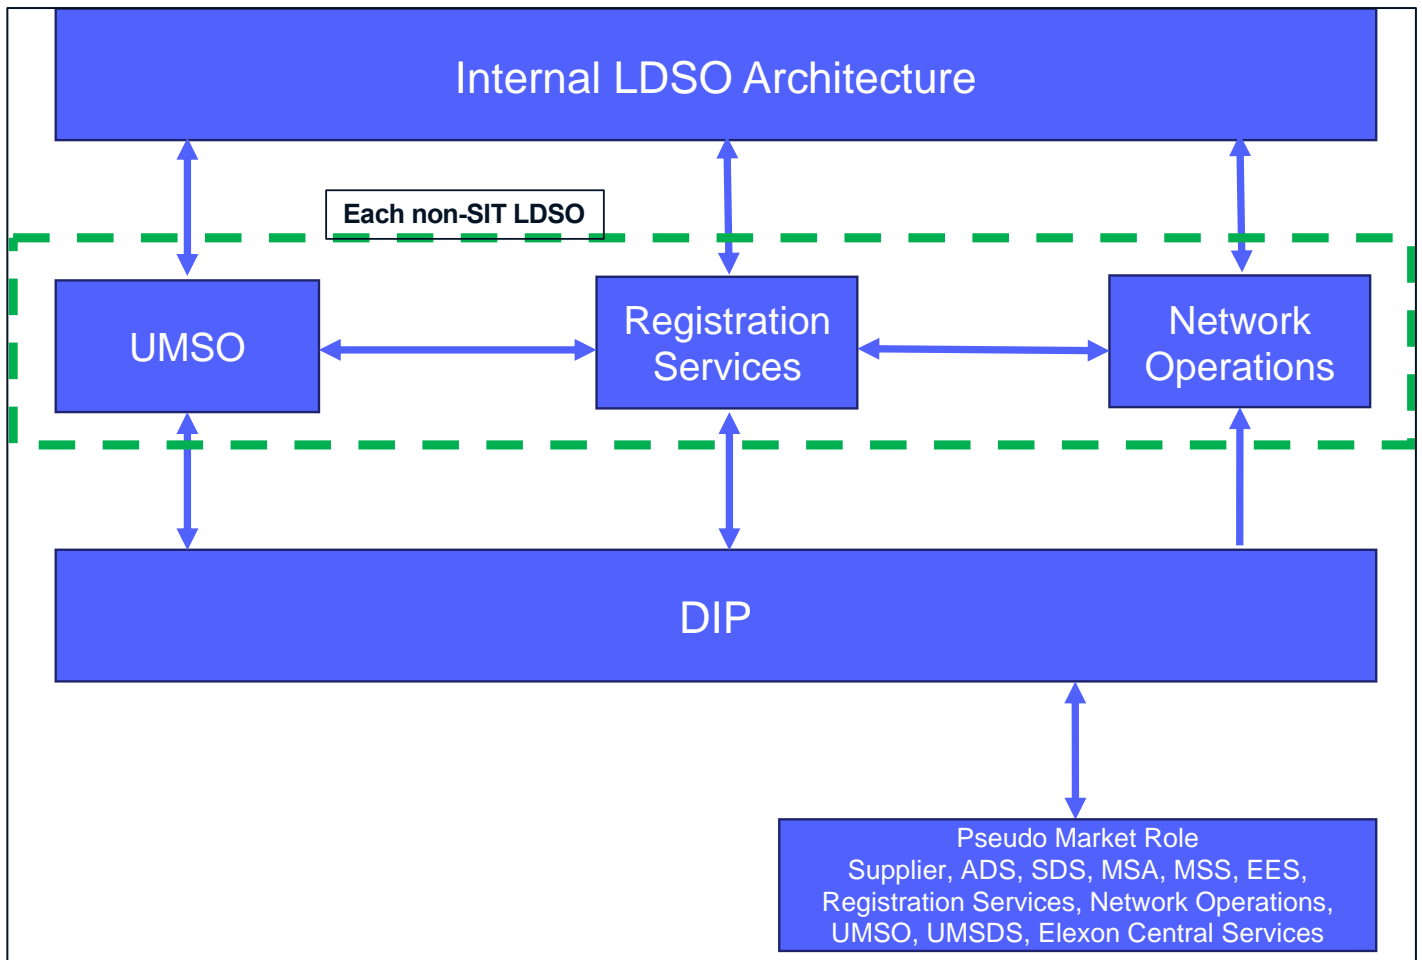 Internal LDSO Architecture
Each non-SIT LDSO
UMSO
Registration
Services
Network
Operations
DIP
Pseudo Market Role
Supplier, ADS, SDS, MSA, MSS, EES,
Registration Services, Network Operations,
UMSO, UMSDS, Elexon Central Services